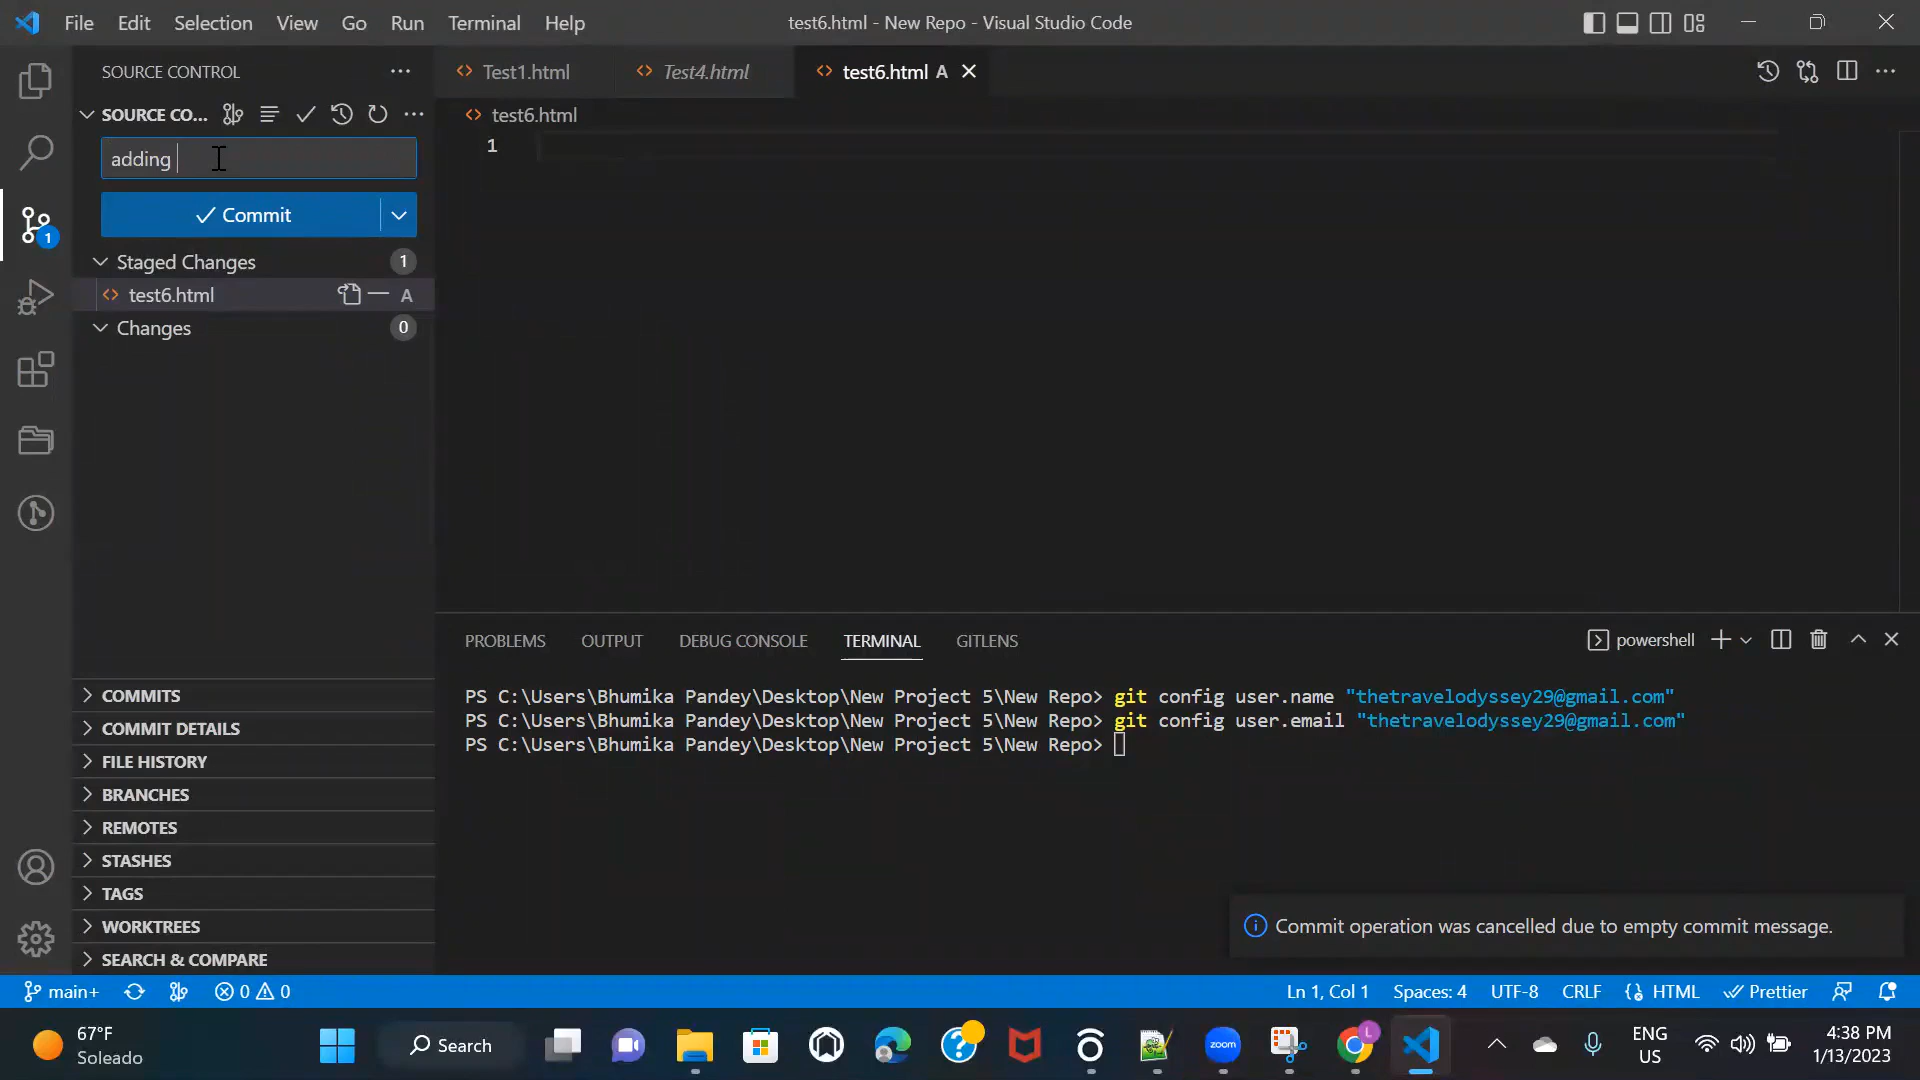 File Edit Selection View Go Run Terminal Help
test6.html - New Repo - Visual Studio Code
SOURCE CONTROL
Test1.html
Test4.html
test6.html A
SOURCE CO...
test6.html
adding
1
Commit
1
Staged Changes 1
test6.html A
Changes 0
PROBLEMS OUTPUT DEBUG CONSOLE TERMINAL GITLENS
powershell
PS C:\Users\Bhumika Pandey\Desktop\New Project 5\New Repo> git config user.name "thetravelodyssey29@gmail.com"
PS C:\Users\Bhumika Pandey\Desktop\New Project 5\New Repo> git config user.email "thetravelodyssey29@gmail.com"
PS C:\Users\Bhumika Pandey\Desktop\New Project 5\New Repo>
COMMITS
COMMIT DETAILS
FILE HISTORY
BRANCHES
REMOTES
STASHES
TAGS
WORKTREES
SEARCH & COMPARE
Commit operation was cancelled due to empty commit message.
main+ 0 0
Ln 1, Col 1 Spaces: 4 UTF-8 CRLF HTML Prettier
67°F
Soleado
Search
zoom
L
ENG
US
4:38 PM
1/13/2023